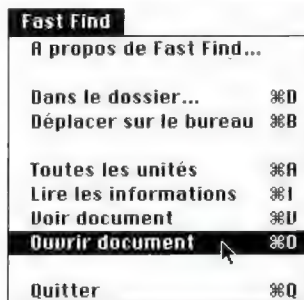 Fast Find
A propos de Fast Find...
Dans le dossier... ⌘D
Déplacer sur le bureau ⌘B
Toutes les unités ⌘A
Lire les informations ⌘I
Voir document ⌘V
Ouvrir document ⌘O
Quitter ⌘Q